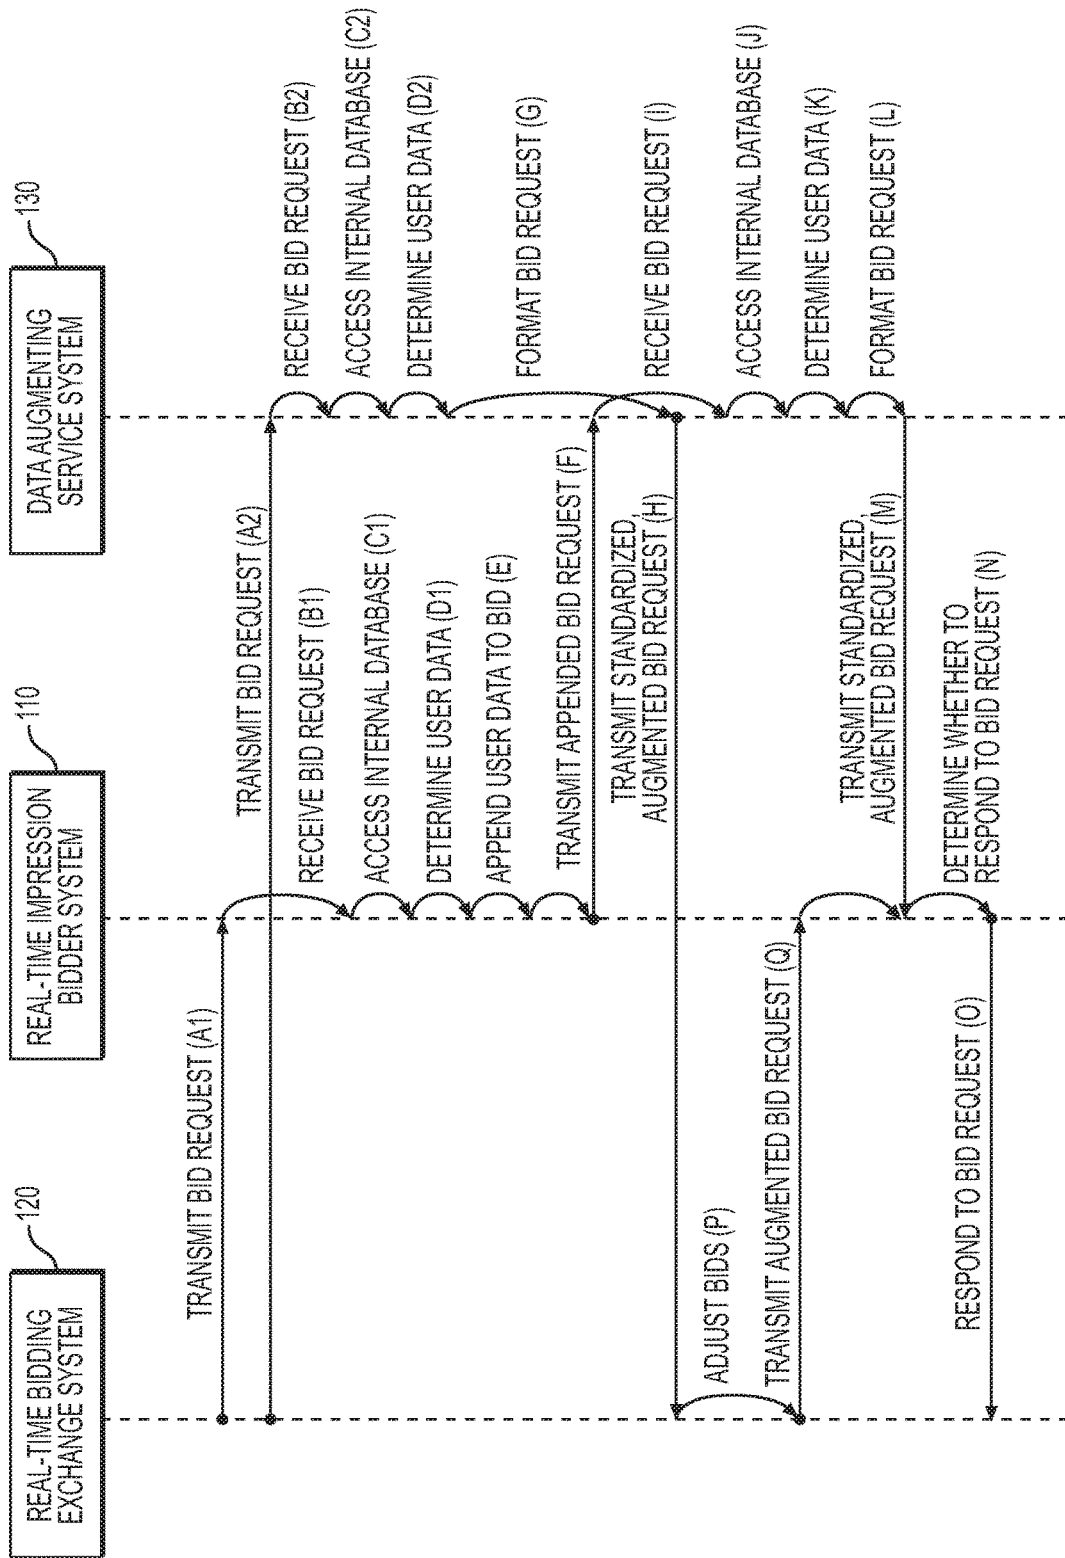 REAL-TIME BIDDING
EXCHANGE SYSTEM
120
REAL-TIME IMPRESSION
BIDDER SYSTEM
110
DATA AUGMENTING
SERVICE SYSTEM
130
TRANSMIT BID REQUEST (A1)
TRANSMIT BID REQUEST (A2)
RECEIVE BID REQUEST (B2)
RECEIVE BID REQUEST (B1)
ACCESS INTERNAL DATABASE (C2)
ACCESS INTERNAL DATABASE (C1)
DETERMINE USER DATA (D2)
DETERMINE USER DATA (D1)
APPEND USER DATA TO BID (E)
FORMAT BID REQUEST (G)
TRANSMIT APPENDED BID REQUEST (F)
TRANSMIT STANDARDIZED,
AUGMENTED BID REQUEST (H)
RECEIVE BID REQUEST (I)
ADJUST BIDS (P)
ACCESS INTERNAL DATABASE (J)
TRANSMIT AUGMENTED BID REQUEST (Q)
DETERMINE USER DATA (K)
FORMAT BID REQUEST (L)
TRANSMIT STANDARDIZED,
AUGMENTED BID REQUEST (M)
DETERMINE WHETHER TO
RESPOND TO BID REQUEST (N)
RESPOND TO BID REQUEST (O)